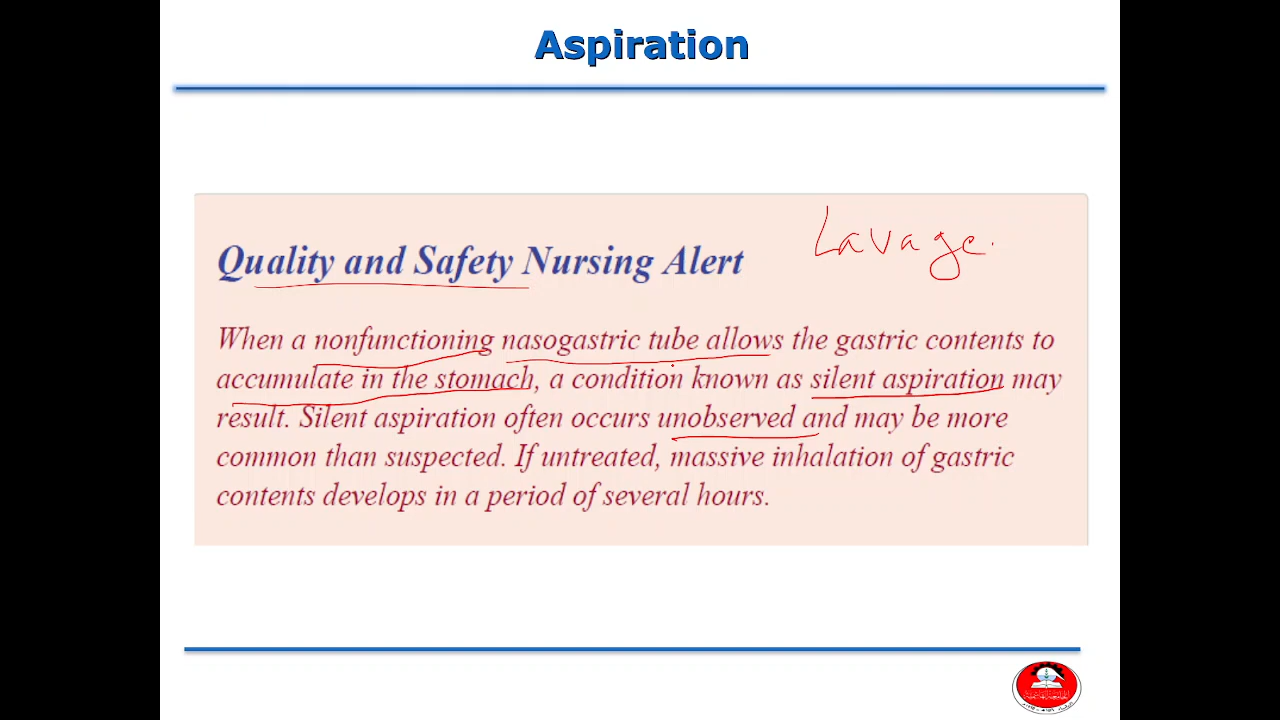 Aspiration
Lavage.
Quality and Safety Nursing Alert
When a nonfunctioning nasogastric tube allows the gastric contents to
accumulate in the stomach, a condition known as silent aspiration may
result. Silent aspiration often occurs unobserved and may be more
common than suspected. If untreated, massive inhalation of gastric
contents develops in a period of several hours.